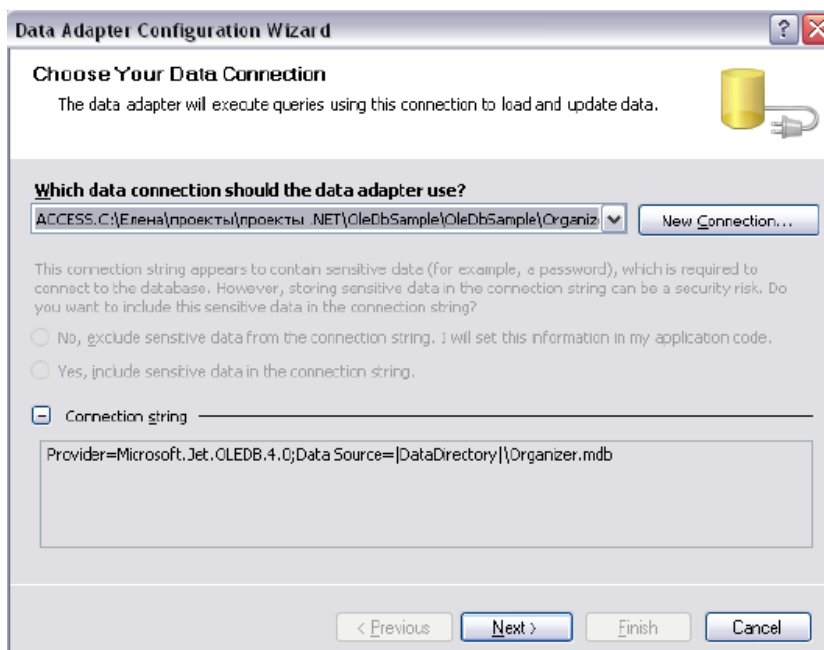 Data Adapter Configuration Wizard
Choose Your Data Connection
The data adapter will execute queries using this connection to load and update data.
Which data connection should the data adapter use?
ACCESS.C:\Елена\проекты\проекты .NET\OleDbSample\OleDbSample\Organiz
New Connection...
This connection string appears to contain sensitive data (for example, a password), which is required to
connect to the database. However, storing sensitive data in the connection string can be a security risk. Do
you want to include this sensitive data in the connection string?
No, exclude sensitive data from the connection string. I will set this information in my application code.
Yes, include sensitive data in the connection string.
Connection string
Provider=Microsoft.Jet.OLEDB.4.0;Data Source=|DataDirectory|\Organizer.mdb
< Previous
Next >
Finish
Cancel